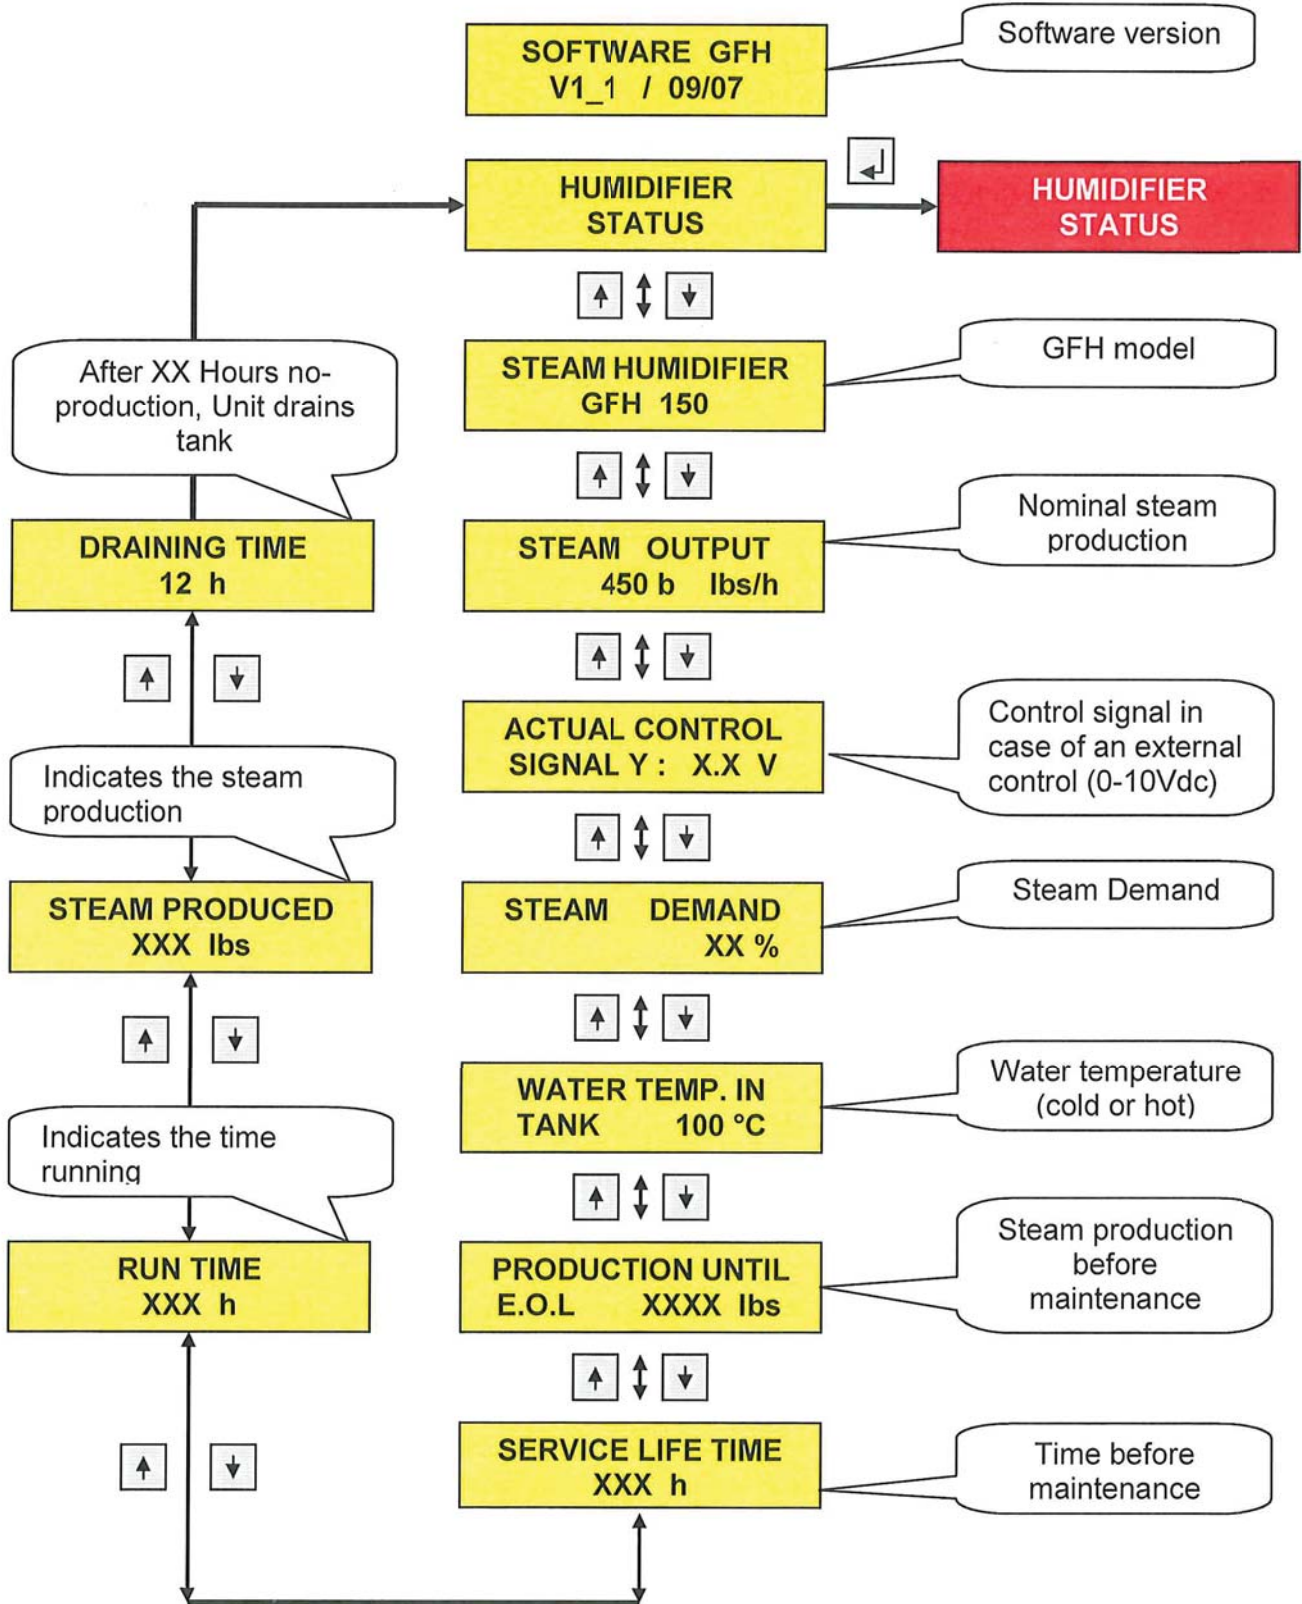 SOFTWARE GFH
V1_1 / 09/07
Software version
HUMIDIFIER
STATUS
HUMIDIFIER
STATUS
STEAM HUMIDIFIER
GFH 150
GFH model
STEAM OUTPUT
450 b lbs/h
Nominal steam
production
ACTUAL CONTROL
SIGNAL Y : X.X V
Control signal in
case of an external
control (0-10Vdc)
STEAM DEMAND
XX %
Steam Demand
WATER TEMP. IN
TANK 100 °C
Water temperature
(cold or hot)
PRODUCTION UNTIL
E.O.L XXXX lbs
Steam production
before
maintenance
SERVICE LIFE TIME
XXX h
Time before
maintenance
After XX Hours no-
production, Unit drains
tank
DRAINING TIME
12 h
Indicates the steam
production
STEAM PRODUCED
XXX lbs
Indicates the time
running
RUN TIME
XXX h